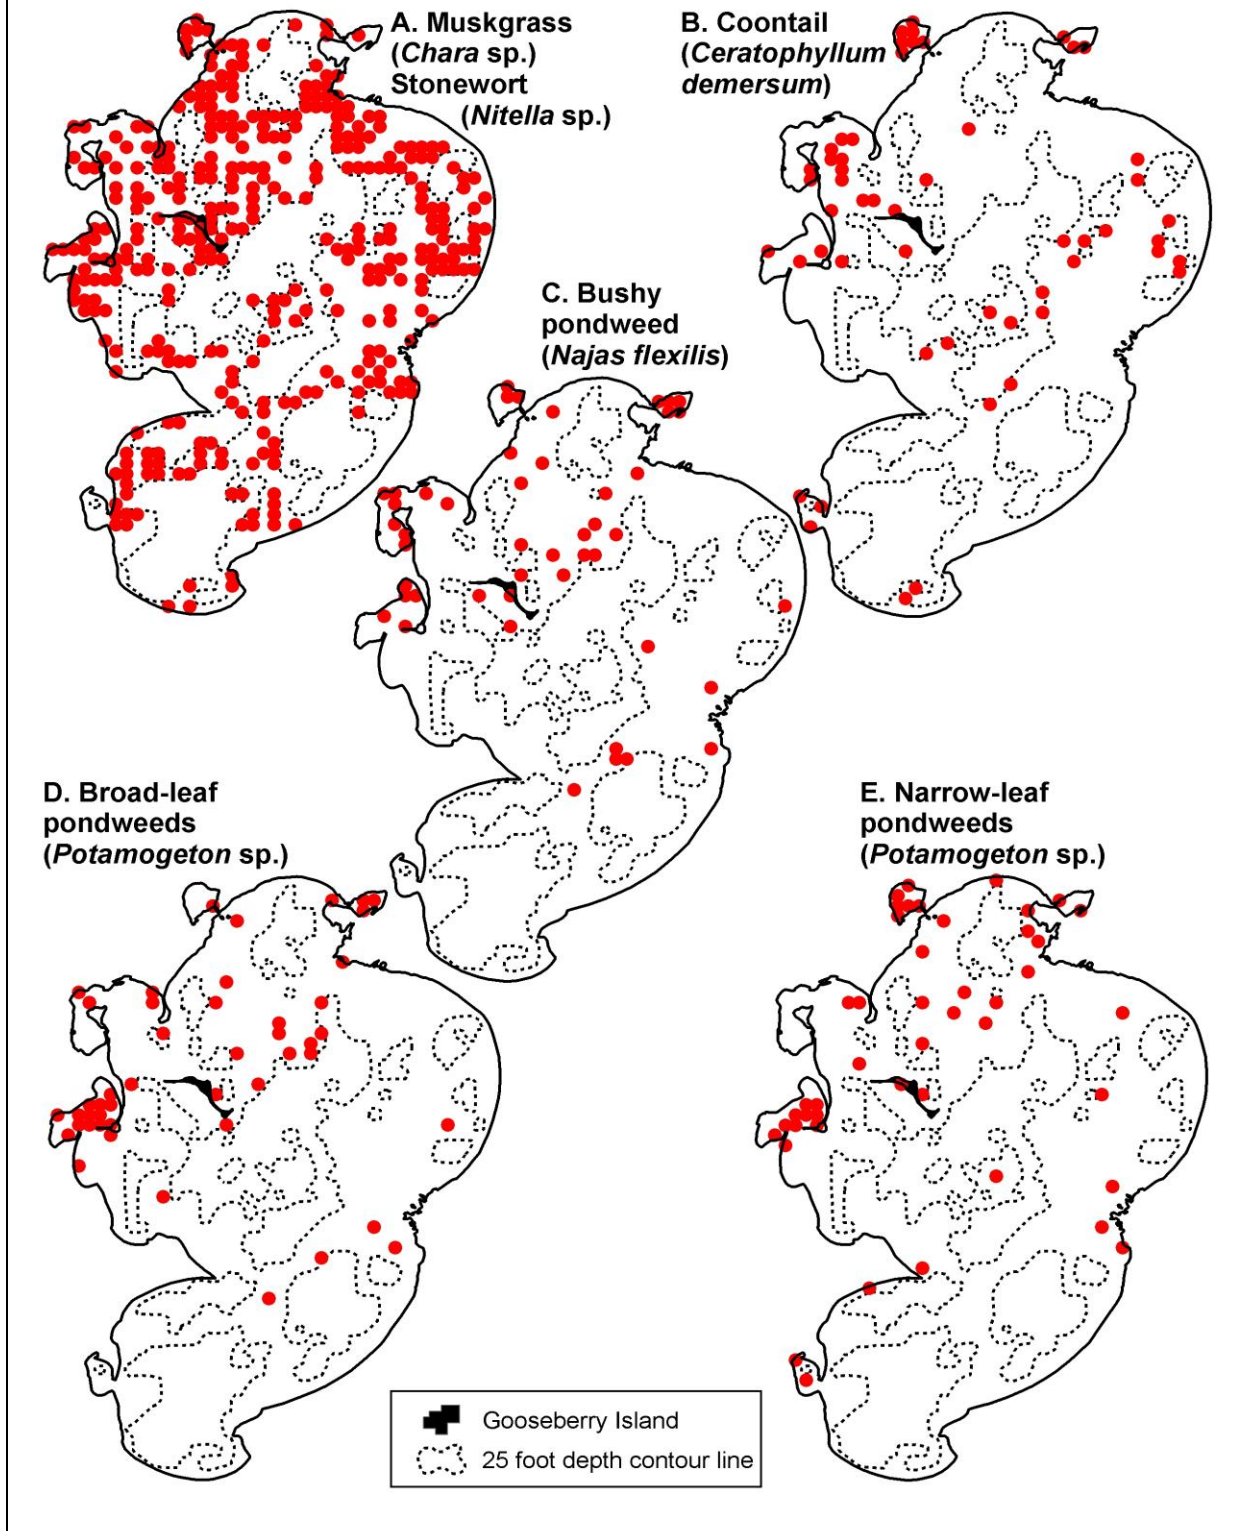 A. Muskgrass
(Chara sp.)
Stonewort
(Nitella sp.)
B. Coontail
(Ceratophyllum
demersum)
C. Bushy
pondweed
(Najas flexilis)
D. Broad-leaf
pondweeds
(Potamogeton sp.)
E. Narrow-leaf
pondweeds
(Potamogeton sp.)
Gooseberry Island
25 foot depth contour line